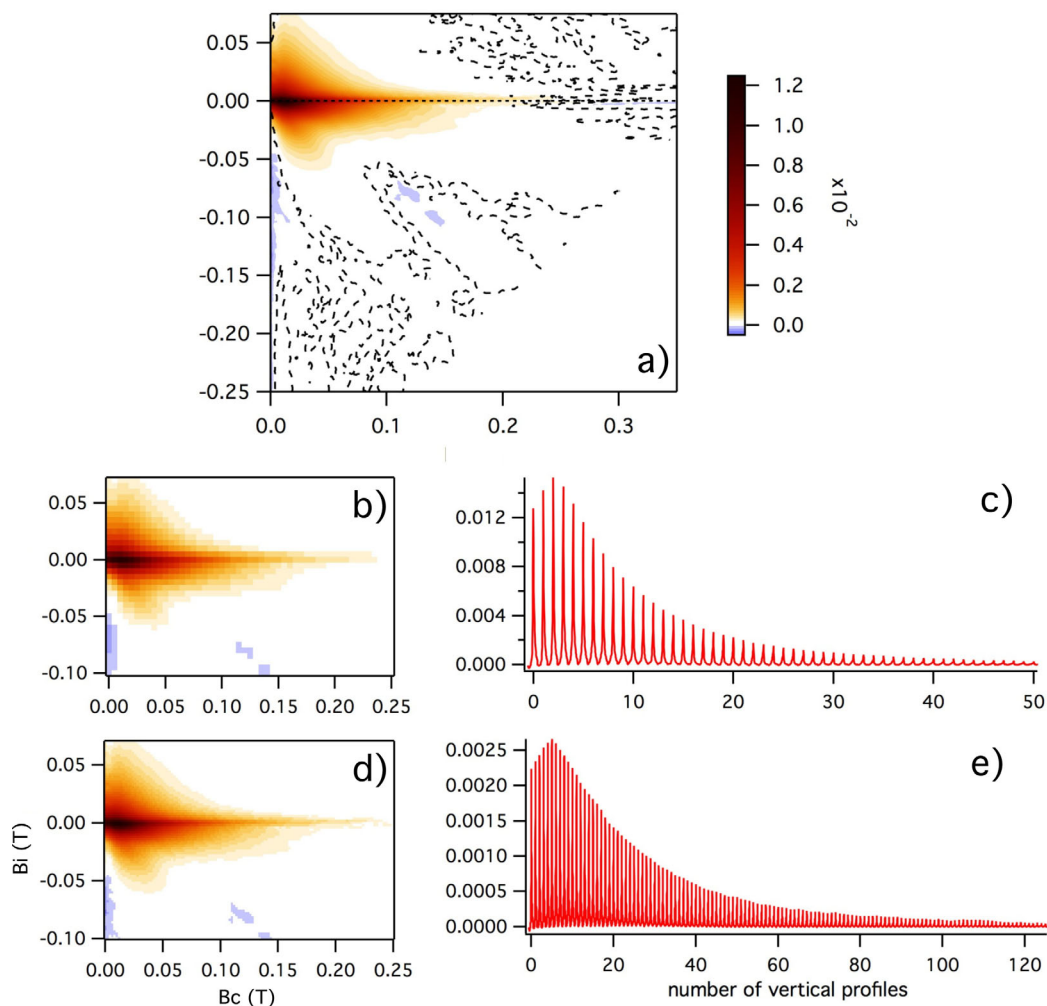 0.05
0.00
-0.05
-0.10
-0.15
-0.20
-0.25
0.0 0.1 0.2 0.3
a)
1.2
1.0
0.8
0.6
0.4
0.2
0.0
x10⁻²
b)
0.05
0.00
-0.05
-0.10
0.00 0.05 0.10 0.15 0.20 0.25
c)
0.012
0.008
0.004
0.000
0 10 20 30 40 50
d)
0.05
0.00
-0.05
-0.10
Bi (T)
0.00 0.05 0.10 0.15 0.20 0.25
Bc (T)
e)
0.0025
0.0020
0.0015
0.0010
0.0005
0.0000
0 20 40 60 80 100 120
number of vertical profiles